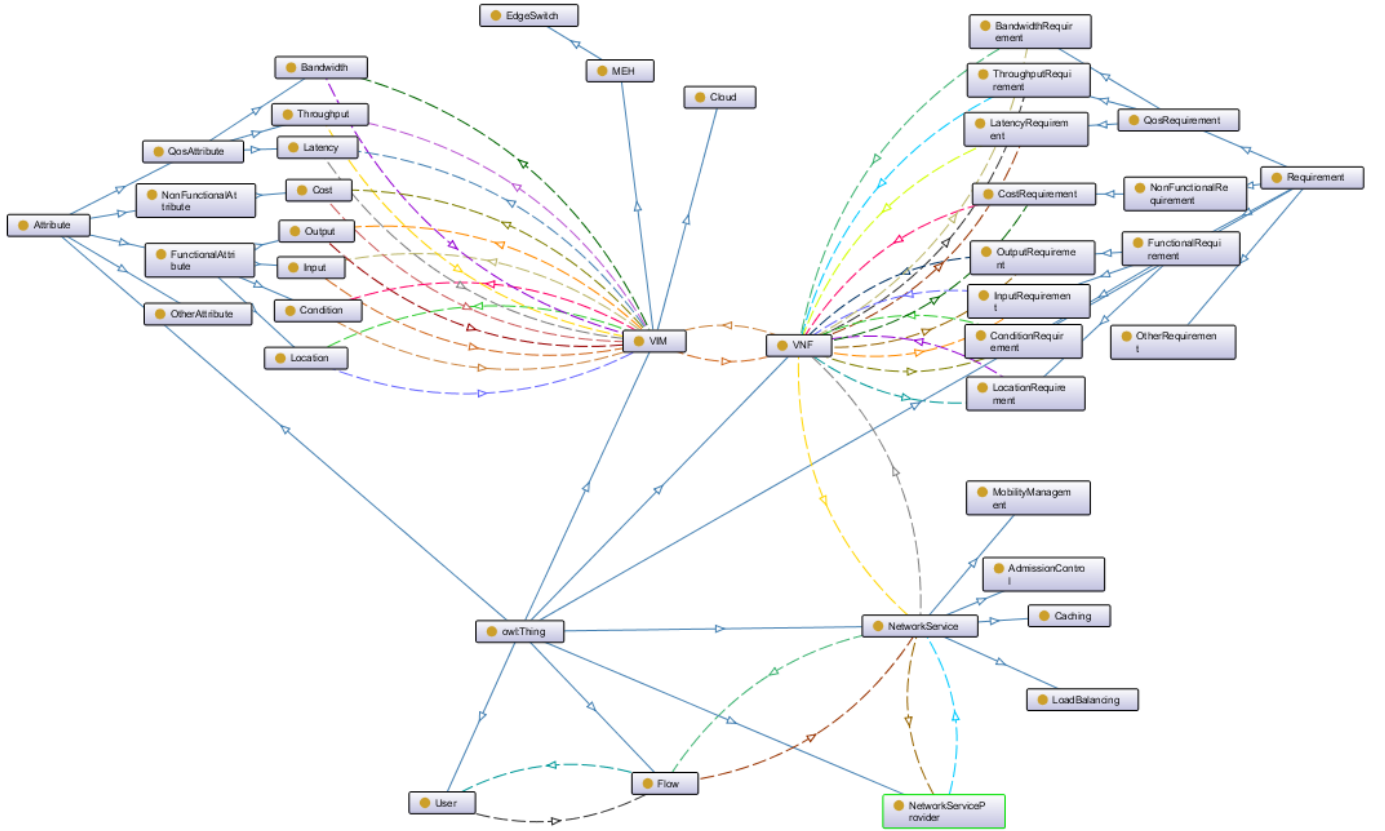 EdgeSwitch
MEH
Cloud
Bandwidth
Throughput
QosAttribute
Latency
NonFunctionalAt
tribute
Cost
Attribute
Output
FunctionalAttri
bute
Input
OtherAttribute
Condition
Location
VIM
VNF
BandwidthRequir
ement
ThroughputRequi
rement
LatencyRequirem
ent
QosRequirement
Requirement
CostRequirement
NonFunctionalRe
quirement
OutputRequireme
nt
FunctionalRequi
rement
InputRequiremen
t
ConditionRequir
ement
OtherRequiremen
t
LocationRequire
ment
MobilityManagem
ent
AdmissionContro
l
Caching
owl:Thing
NetworkService
LoadBalancing
Flow
User
NetworkServiceP
rovider